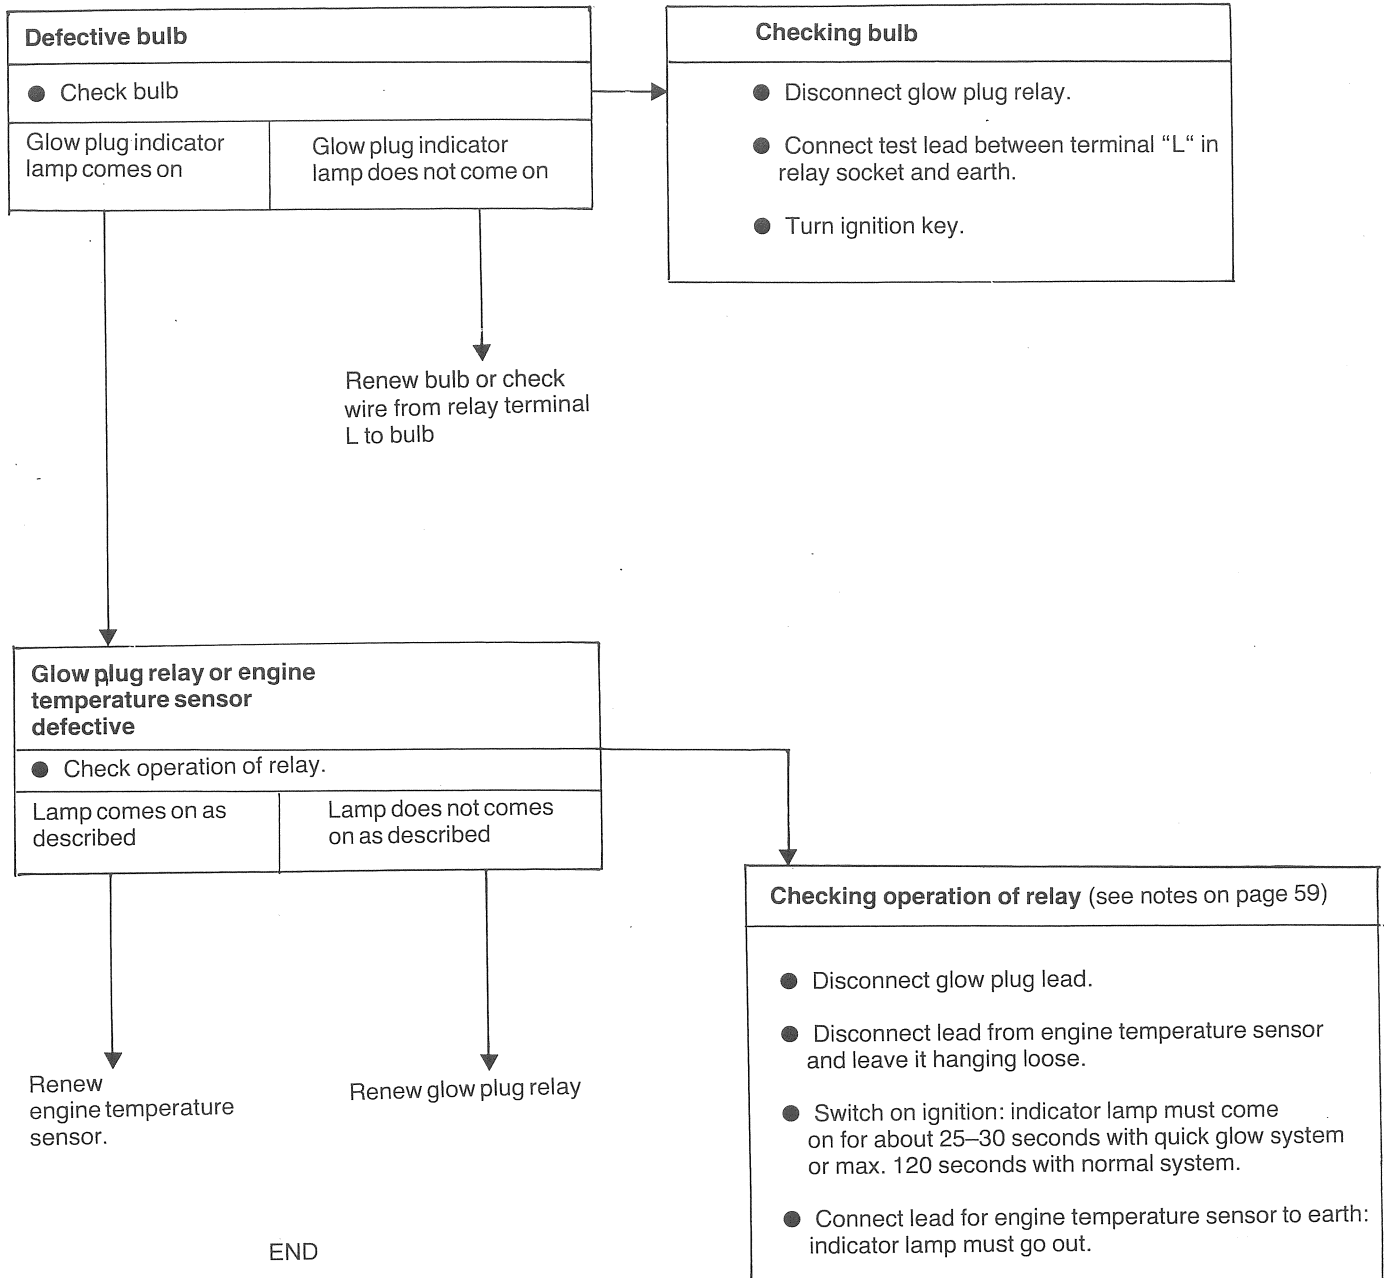 Defective bulb
● Check bulb
Glow plug indicator
lamp comes on
Glow plug indicator
lamp does not come on
Checking bulb
● Disconnect glow plug relay.
● Connect test lead between terminal “L“ in
relay socket and earth.
● Turn ignition key.
Renew bulb or check
wire from relay terminal
L to bulb
Glow plug relay or engine
temperature sensor
defective
● Check operation of relay.
Lamp comes on as
described
Lamp does not comes
on as described
Renew
engine temperature
sensor.
Renew glow plug relay
Checking operation of relay (see notes on page 59)
● Disconnect glow plug lead.
● Disconnect lead from engine temperature sensor
and leave it hanging loose.
● Switch on ignition: indicator lamp must come
on for about 25–30 seconds with quick glow system
or max. 120 seconds with normal system.
● Connect lead for engine temperature sensor to earth:
indicator lamp must go out.
END